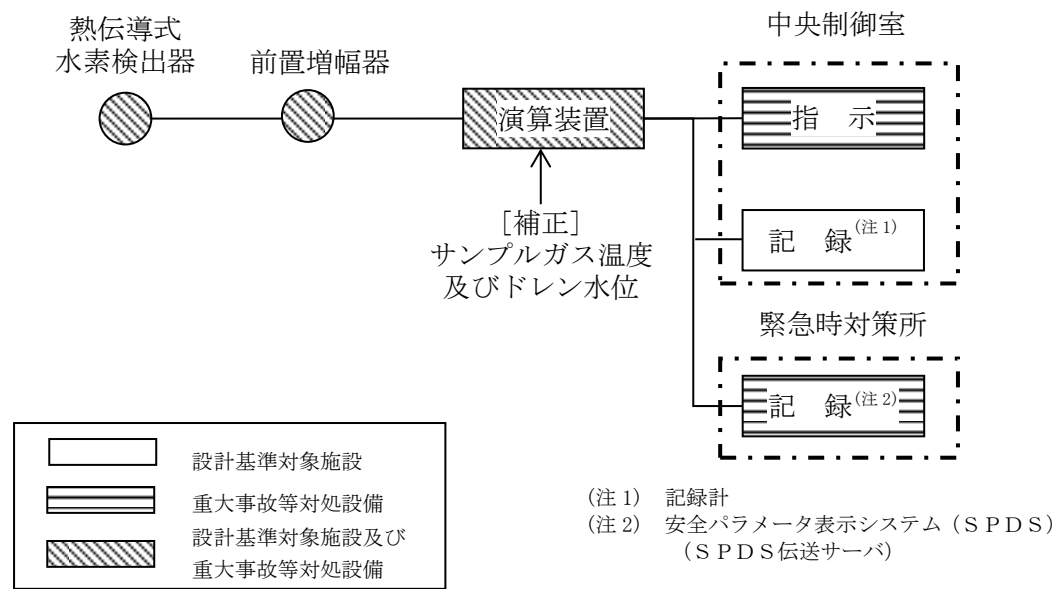 熱伝導式
水素検出器
前置増幅器
演算装置
[補正]
サンプルガス温度
及びドレン水位
中央制御室
指　示
記　録(注 1)
緊急時対策所
記　録(注 2)
設計基準対象施設
重大事故等対処設備
設計基準対象施設及び
重大事故等対処設備
(注 1)　記録計
(注 2)　安全パラメータ表示システム（ＳＰＤＳ）
（ＳＰＤＳ伝送サーバ）